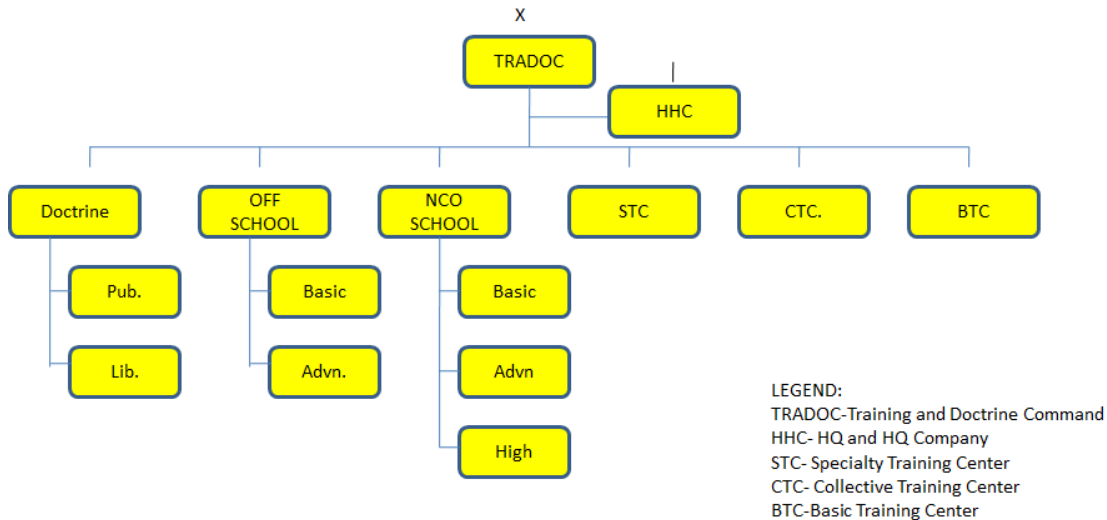 X
TRADOC
|
HHC
Doctrine
OFF
SCHOOL
NCO
SCHOOL
STC
CTC.
BTC
Pub.
Basic
Basic
Lib.
Advn.
Advn
High
LEGEND:
TRADOC-Training and Doctrine Command
HHC- HQ and HQ Company
STC- Specialty Training Center
CTC- Collective Training Center
BTC-Basic Training Center